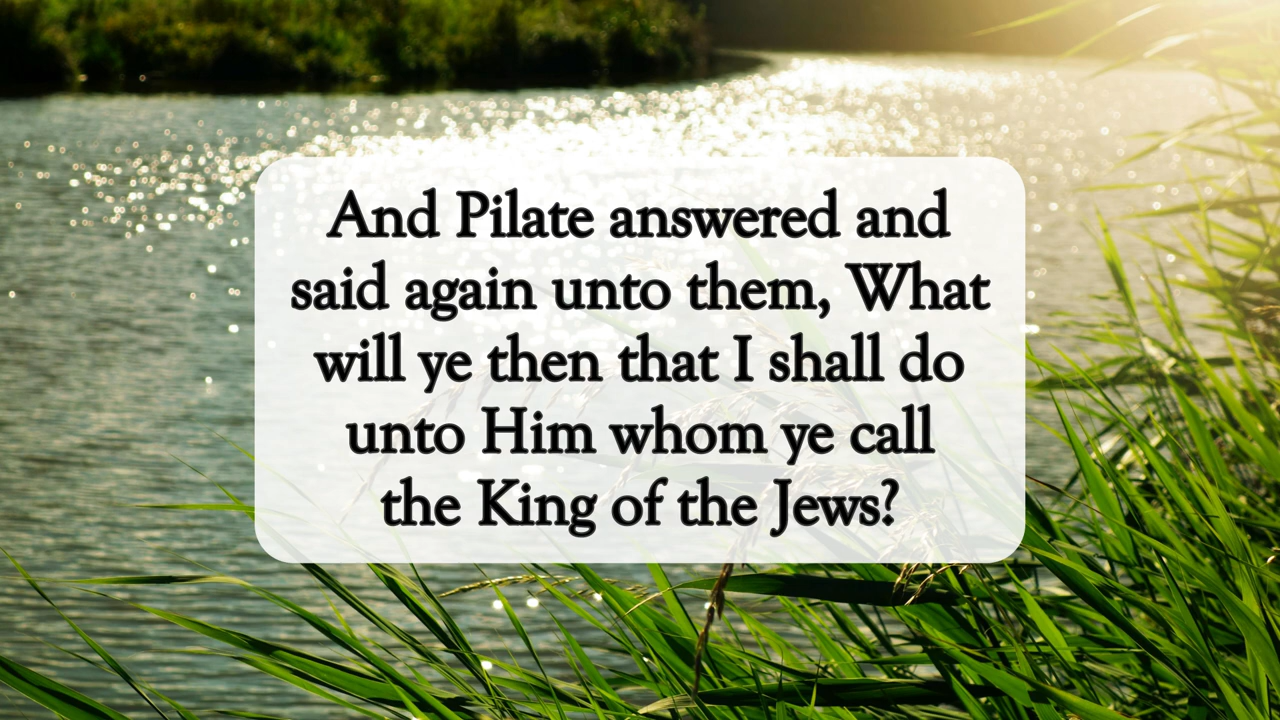 And Pilate answered and
said again unto them, What
will ye then that I shall do
unto Him whom ye call
the King of the Jews?